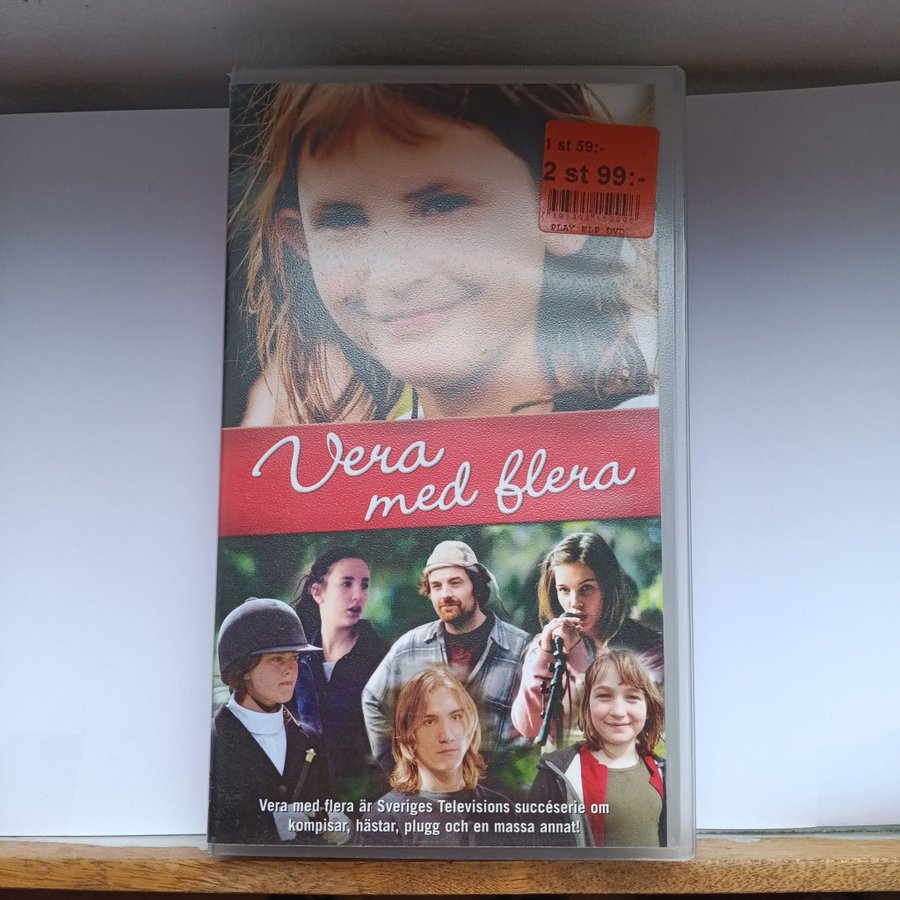 1 st 59:-
2 st 99:-
PLAY FLP DVD
Vera
med flera
Vera med flera är Sveriges Televisions succéserie om
kompisar, hästar, plugg och en massa annat!